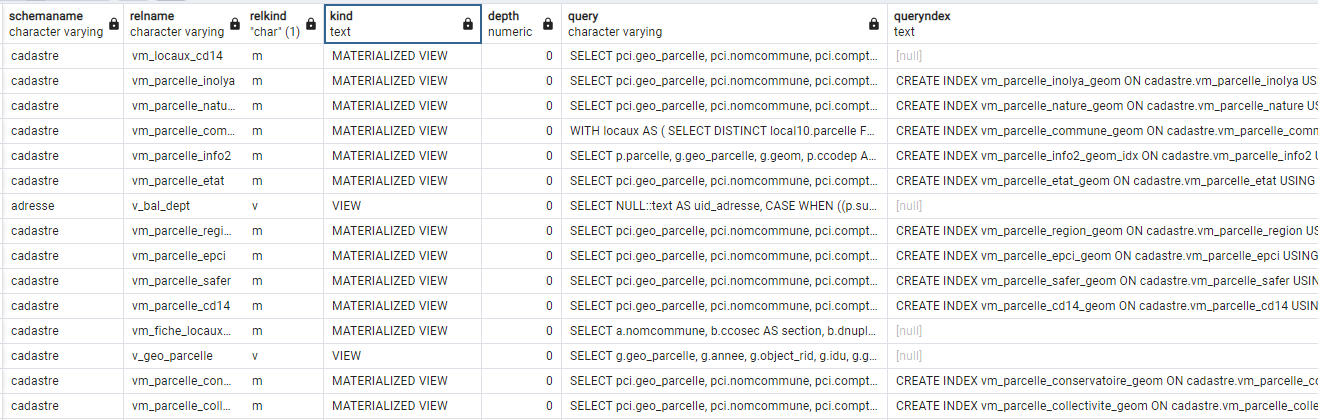 schemaname relname relkind kind depth query queryndex
character varying character varying "char" (1) text numeric character varying text
cadastre vm_locaux_cd14 m MATERIALIZED VIEW 0 SELECT pci.geo_parcelle, pci.nomcommune, pci.compt... [null]
cadastre vm_parcelle_inolya m MATERIALIZED VIEW 0 SELECT pci.geo_parcelle, pci.nomcommune, pci.compt... CREATE INDEX vm_parcelle_inolya_geom ON cadastre.vm_parcelle_inolya US
cadastre vm_parcelle_natu... m MATERIALIZED VIEW 0 SELECT pci.geo_parcelle, pci.nomcommune, pci.compt... CREATE INDEX vm_parcelle_nature_geom ON cadastre.vm_parcelle_nature US
cadastre vm_parcelle_com... m MATERIALIZED VIEW 0 WITH locaux AS ( SELECT DISTINCT local10.parcelle F... CREATE INDEX vm_parcelle_commune_geom ON cadastre.vm_parcelle_comm
cadastre vm_parcelle_info2 m MATERIALIZED VIEW 0 SELECT p.parcelle, g.geo_parcelle, g.geom, p.ccodep A... CREATE INDEX vm_parcelle_info2_geom_idx ON cadastre.vm_parcelle_info2 U
cadastre vm_parcelle_etat m MATERIALIZED VIEW 0 SELECT pci.geo_parcelle, pci.nomcommune, pci.compt... CREATE INDEX vm_parcelle_etat_geom ON cadastre.vm_parcelle_etat USING
adresse v_bal_dept v VIEW 0 SELECT NULL::text AS uid_adresse, CASE WHEN ((p.su... [null]
cadastre vm_parcelle_regi... m MATERIALIZED VIEW 0 SELECT pci.geo_parcelle, pci.nomcommune, pci.compt... CREATE INDEX vm_parcelle_region_geom ON cadastre.vm_parcelle_region US
cadastre vm_parcelle_epci m MATERIALIZED VIEW 0 SELECT pci.geo_parcelle, pci.nomcommune, pci.compt... CREATE INDEX vm_parcelle_epci_geom ON cadastre.vm_parcelle_epci USING
cadastre vm_parcelle_safer m MATERIALIZED VIEW 0 SELECT pci.geo_parcelle, pci.nomcommune, pci.compt... CREATE INDEX vm_parcelle_safer_geom ON cadastre.vm_parcelle_safer USIN
cadastre vm_parcelle_cd14 m MATERIALIZED VIEW 0 SELECT pci.geo_parcelle, pci.nomcommune, pci.compt... CREATE INDEX vm_parcelle_cd14_geom ON cadastre.vm_parcelle_cd14 USIN
cadastre vm_fiche_locaux... m MATERIALIZED VIEW 0 SELECT a.nomcommune, b.ccosec AS section, b.dnupl... [null]
cadastre v_geo_parcelle v VIEW 0 SELECT g.geo_parcelle, g.annee, g.object_rid, g.idu, g.g... [null]
cadastre vm_parcelle_con... m MATERIALIZED VIEW 0 SELECT pci.geo_parcelle, pci.nomcommune, pci.compt... CREATE INDEX vm_parcelle_conservatoire_geom ON cadastre.vm_parcelle_co
cadastre vm_parcelle_coll... m MATERIALIZED VIEW 0 SELECT pci.geo_parcelle, pci.nomcommune, pci.compt... CREATE INDEX vm_parcelle_collectivite_geom ON cadastre.vm_parcelle_colle